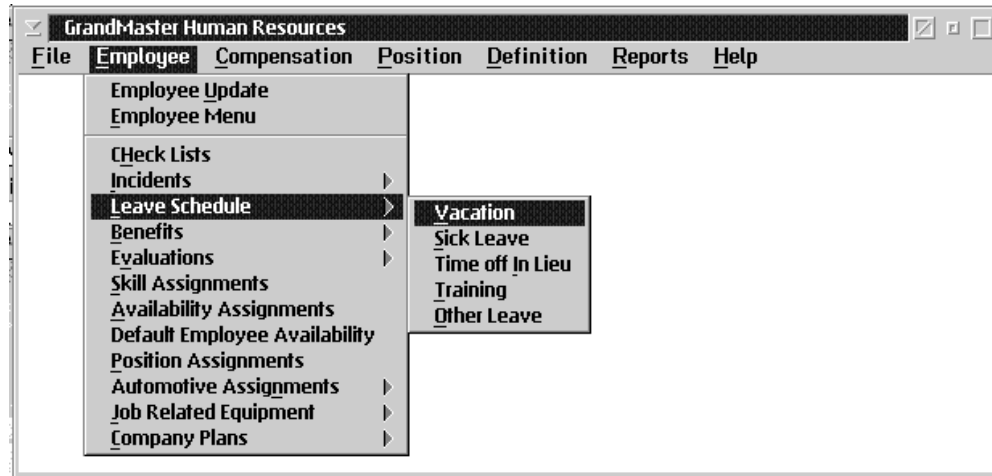 GrandMaster Human Resources
File Employee Compensation Position Definition Reports Help
Employee Update
Employee Menu
CHeck Lists
Incidents
Leave Schedule
Benefits
Evaluations
Skill Assignments
Availability Assignments
Default Employee Availability
Position Assignments
Automotive Assignments
Job Related Equipment
Company Plans
Vacation
Sick Leave
Time off In Lieu
Training
Other Leave